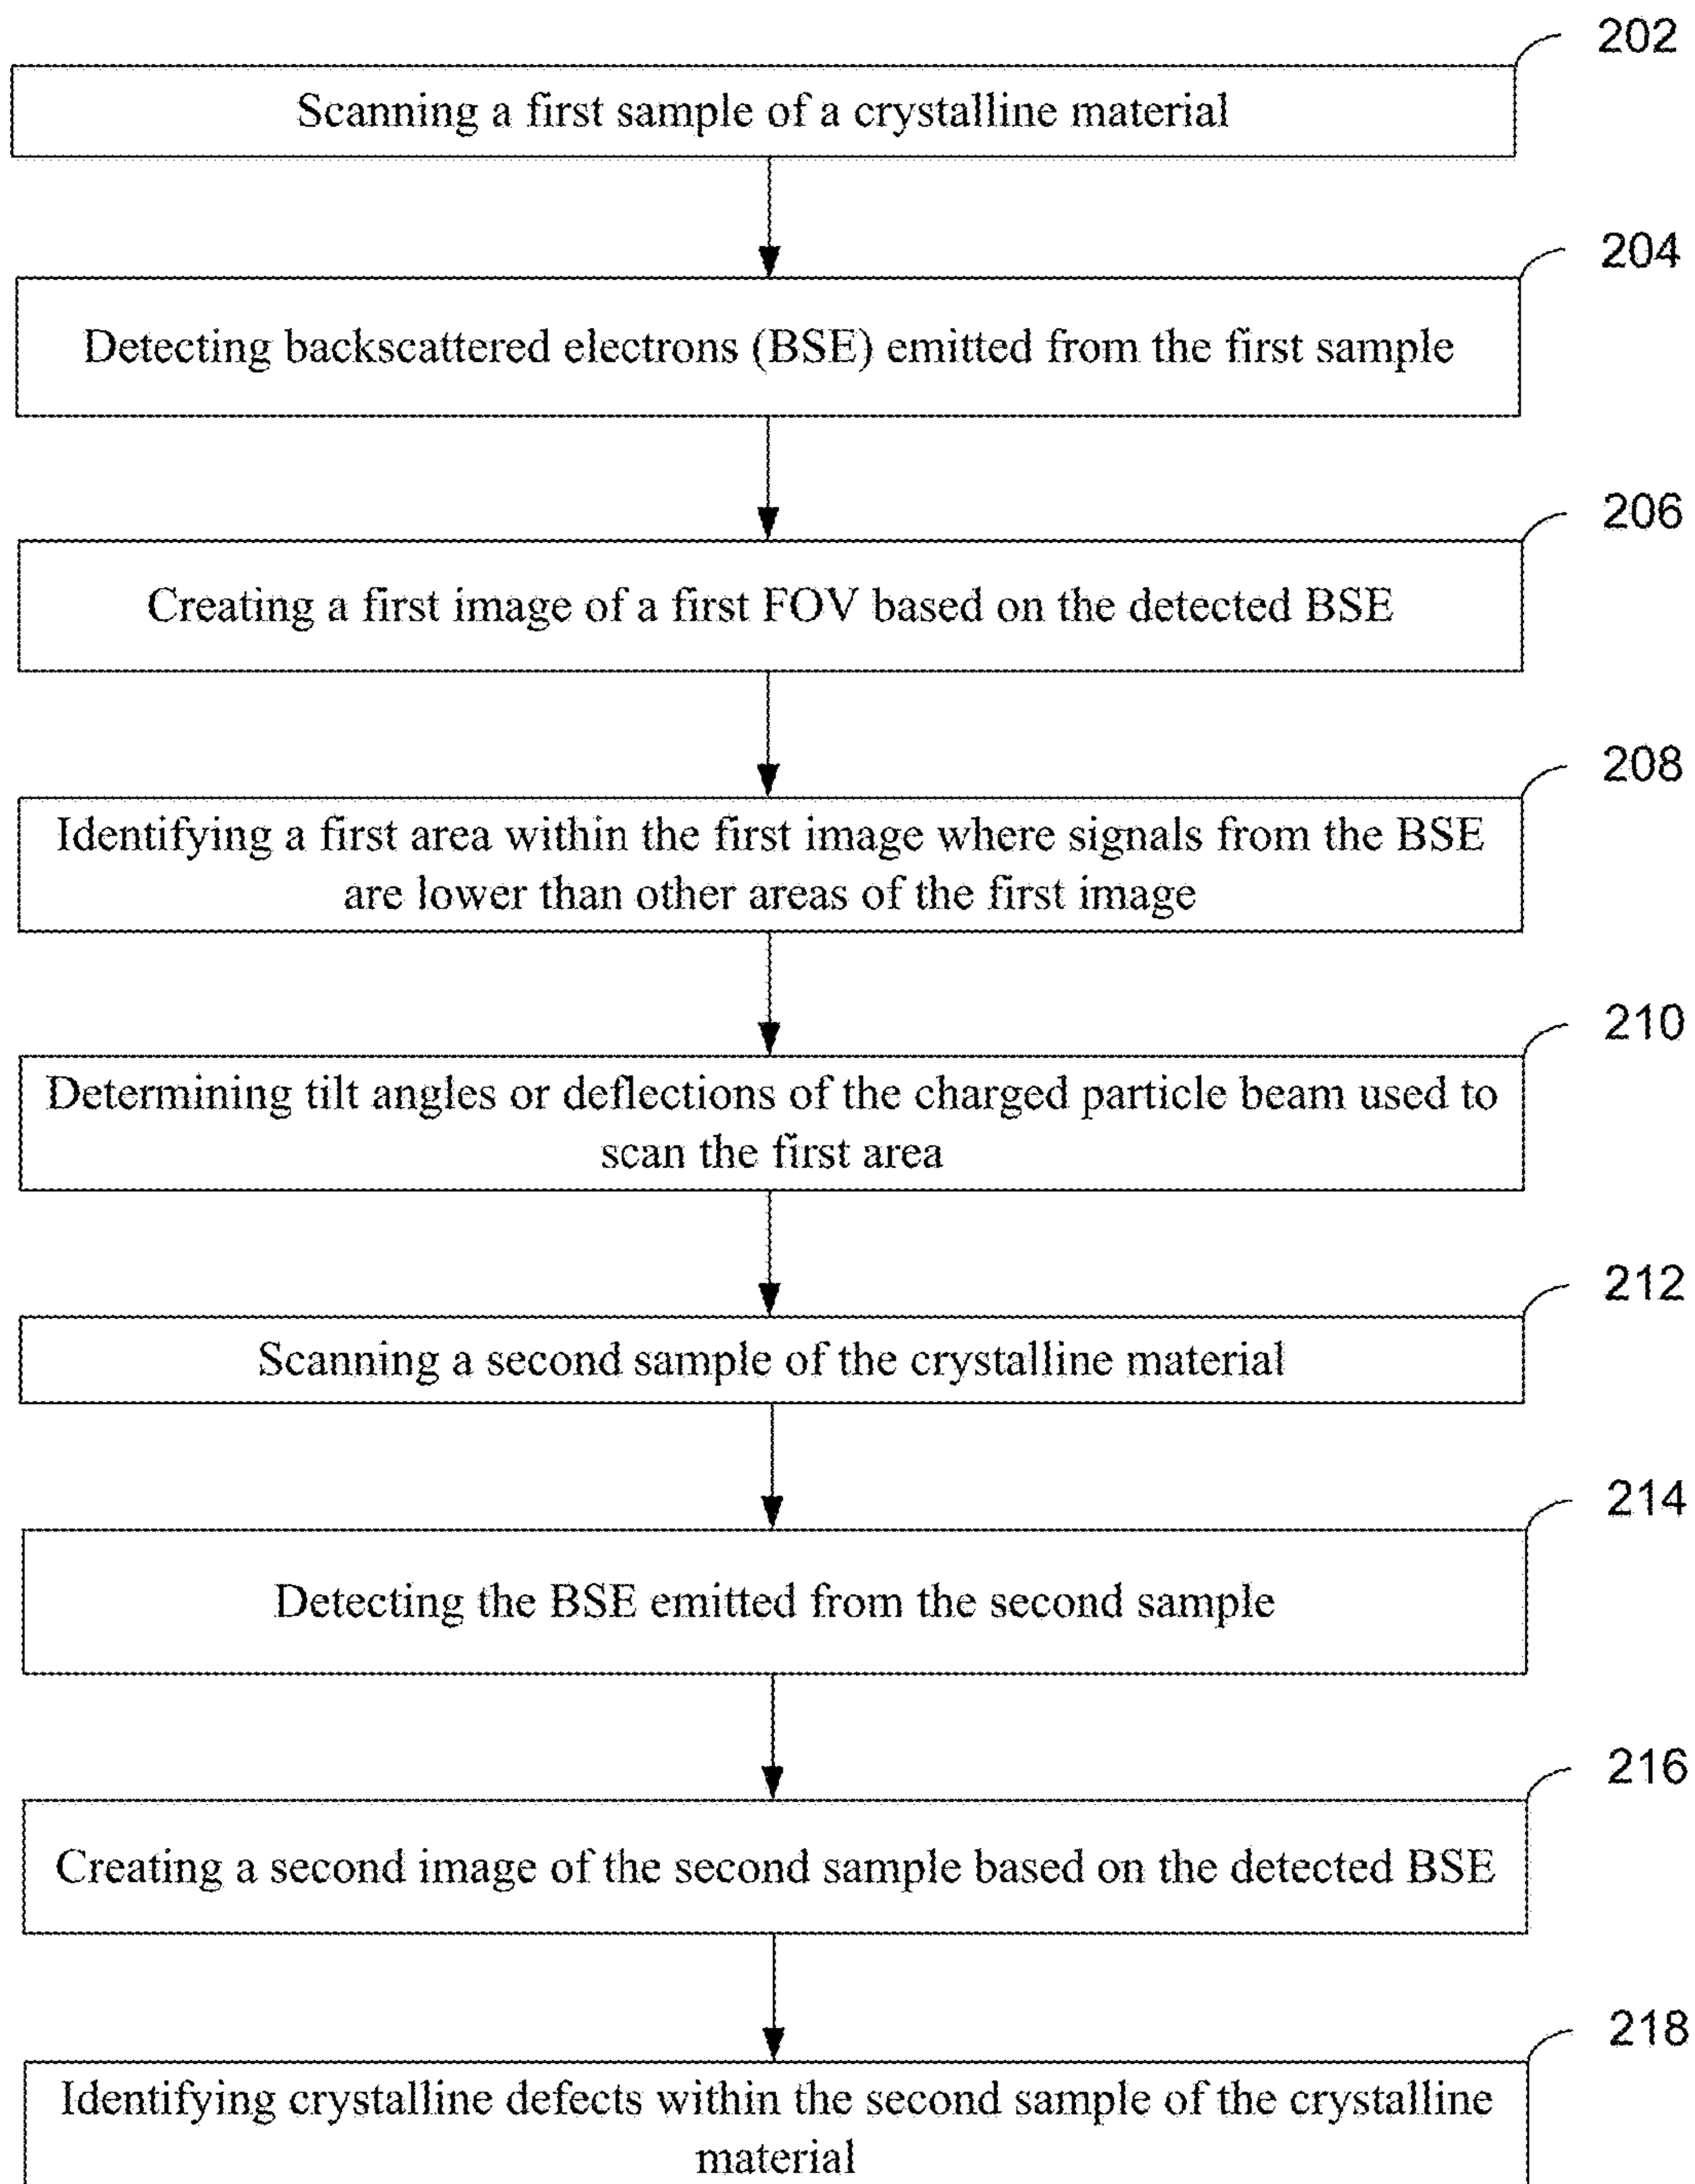 202
Scanning a first sample of a crystalline material
204
Detecting backscattered electrons (BSE) emitted from the first sample
206
Creating a first image of a first FOV based on the detected BSE
208
Identifying a first area within the first image where signals from the BSE
are lower than other areas of the first image
210
Determining tilt angles or deflections of the charged particle beam used to
scan the first area
212
Scanning a second sample of the crystalline material
214
Detecting the BSE emitted from the second sample
216
Creating a second image of the second sample based on the detected BSE
218
Identifying crystalline defects within the second sample of the crystalline
material